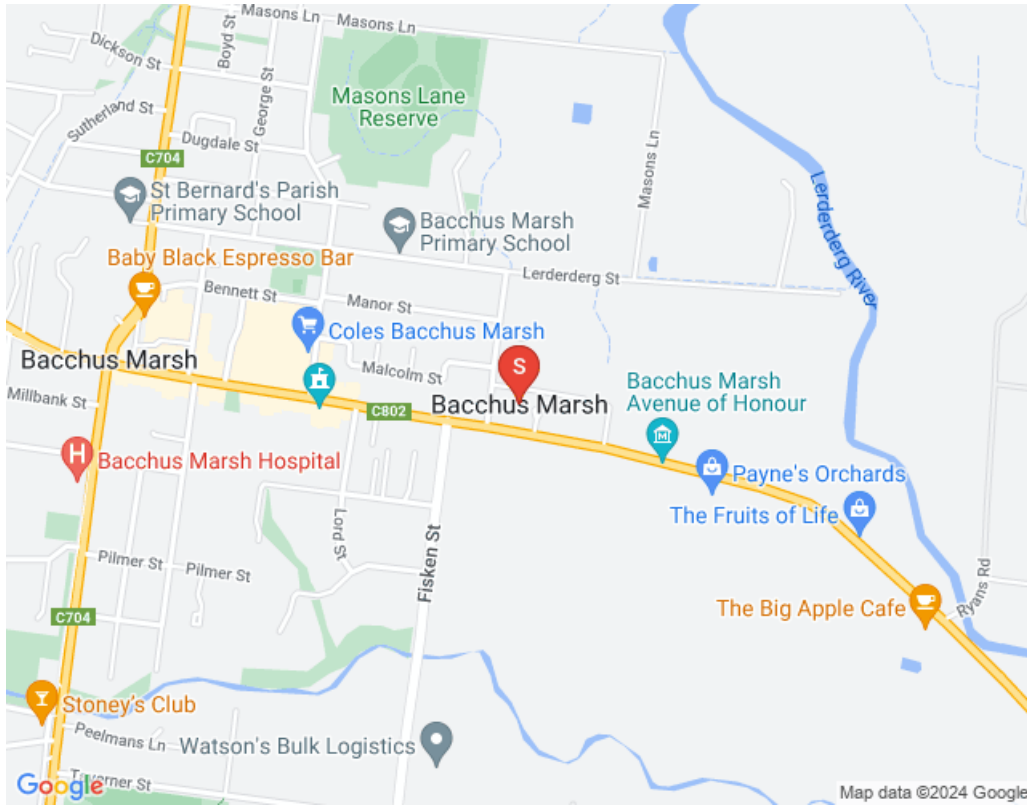 Masons Ln
Masons Ln
Boyd St
Dickson St
George St
Masons Lane
Reserve
Sutherland St
Dugdale St
C704
Masons Ln
St Bernard's Parish
Primary School
Bacchus Marsh
Primary School
Lerderderg River
Baby Black Espresso Bar
Lerderderg St
Bennett St
Manor St
Coles Bacchus Marsh
Bacchus Marsh
Malcolm St
S
Millbank St
C802
Bacchus Marsh
Bacchus Marsh
Avenue of Honour
H
Bacchus Marsh Hospital
M
Payne's Orchards
The Fruits of Life
Lord St
Fisken St
Pilmer St
Pilmer St
Ryans Rd
The Big Apple Cafe
C704
Stoney's Club
Peelmans Ln
Watson's Bulk Logistics
Taverner St
Google
Map data ©2024 Google